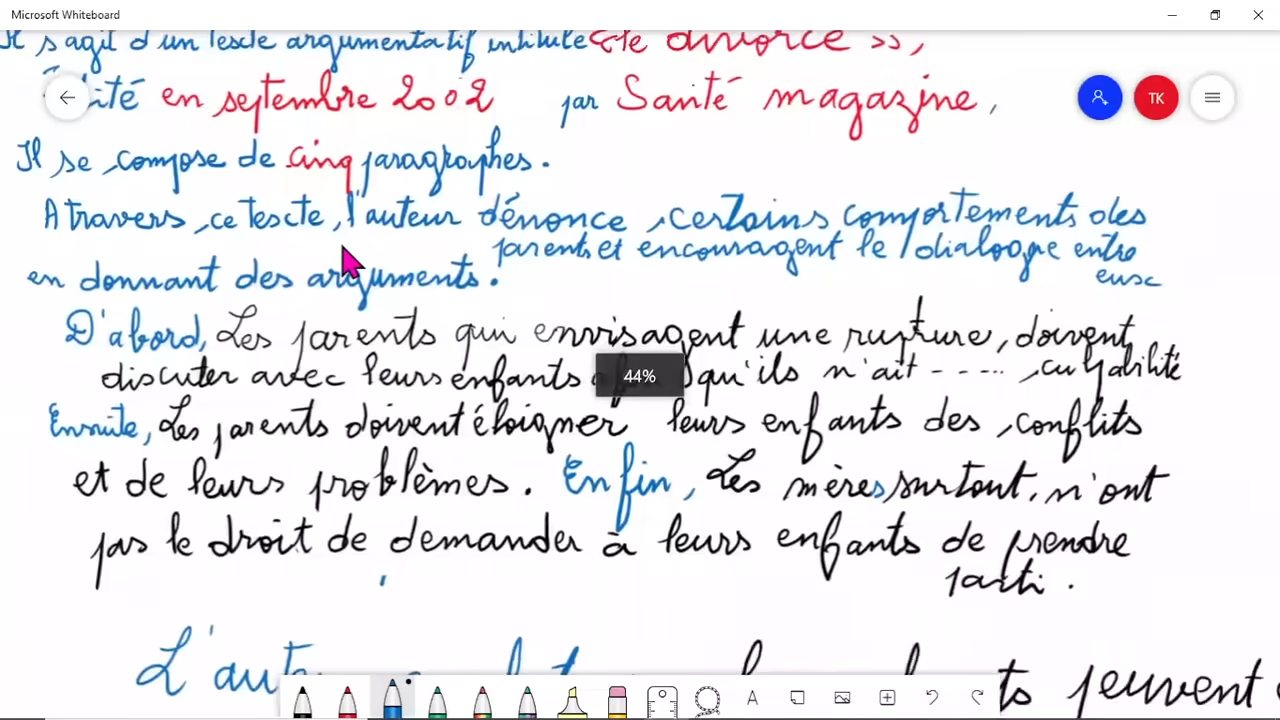 Microsoft Whiteboard
Il s'agit d'un texte argumentatif intitulé <<le divorce >>,
en septembre 2002 par Santé magazine,
TK
Il se compose de cinq paragraphes.
A travers ce texte, l'auteur dénonce certains comportements des
parents et encouragent le dialogue entre
eux
en donnant des arguments.
D'abord, Les parents qui envisagent une rupture, doivent
discuter avec leurs enfants qu'ils n'ait ----- culpabilité
44%
Ensuite, Les parents doivent éloigner leurs enfants des conflits
et de leurs problèmes. Enfin, Les mères surtout, n'ont
pas le droit de demander à leurs enfants de prendre
parti.
peuvent
A